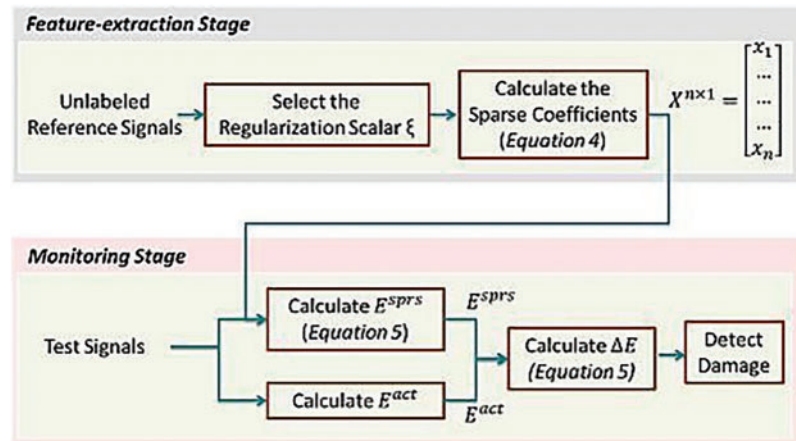 Feature-extraction Stage
Unlabeled
Reference Signals
Select the
Regularization Scalar ξ
Calculate the
Sparse Coefficients
(Equation 4)
X^{n×1} =
x_1
...
...
...
x_n
Monitoring Stage
Test Signals
Calculate E^{sprs}
(Equation 5)
E^{sprs}
Calculate E^{act}
E^{act}
Calculate ΔE
(Equation 5)
Detect
Damage